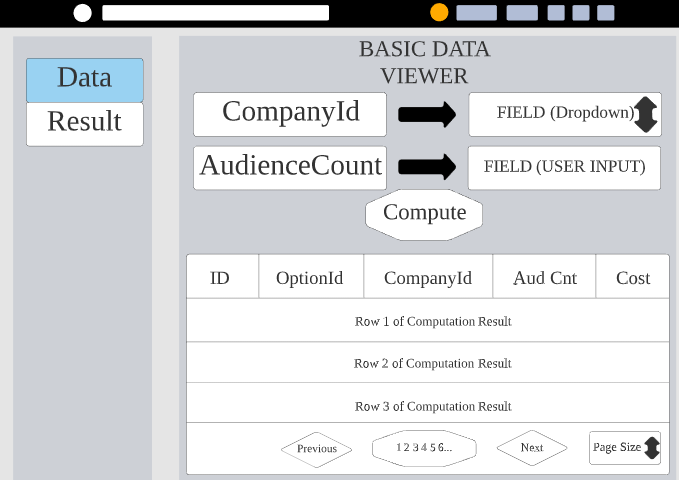 BASIC DATA
VIEWER
Data
Result
CompanyId
FIELD (Dropdown)
AudienceCount
FIELD (USER INPUT)
Compute
ID OptionId CompanyId Aud Cnt Cost
Row 1 of Computation Result
Row 2 of Computation Result
Row 3 of Computation Result
Previous 1 2 3 4 5 6... Next Page Size